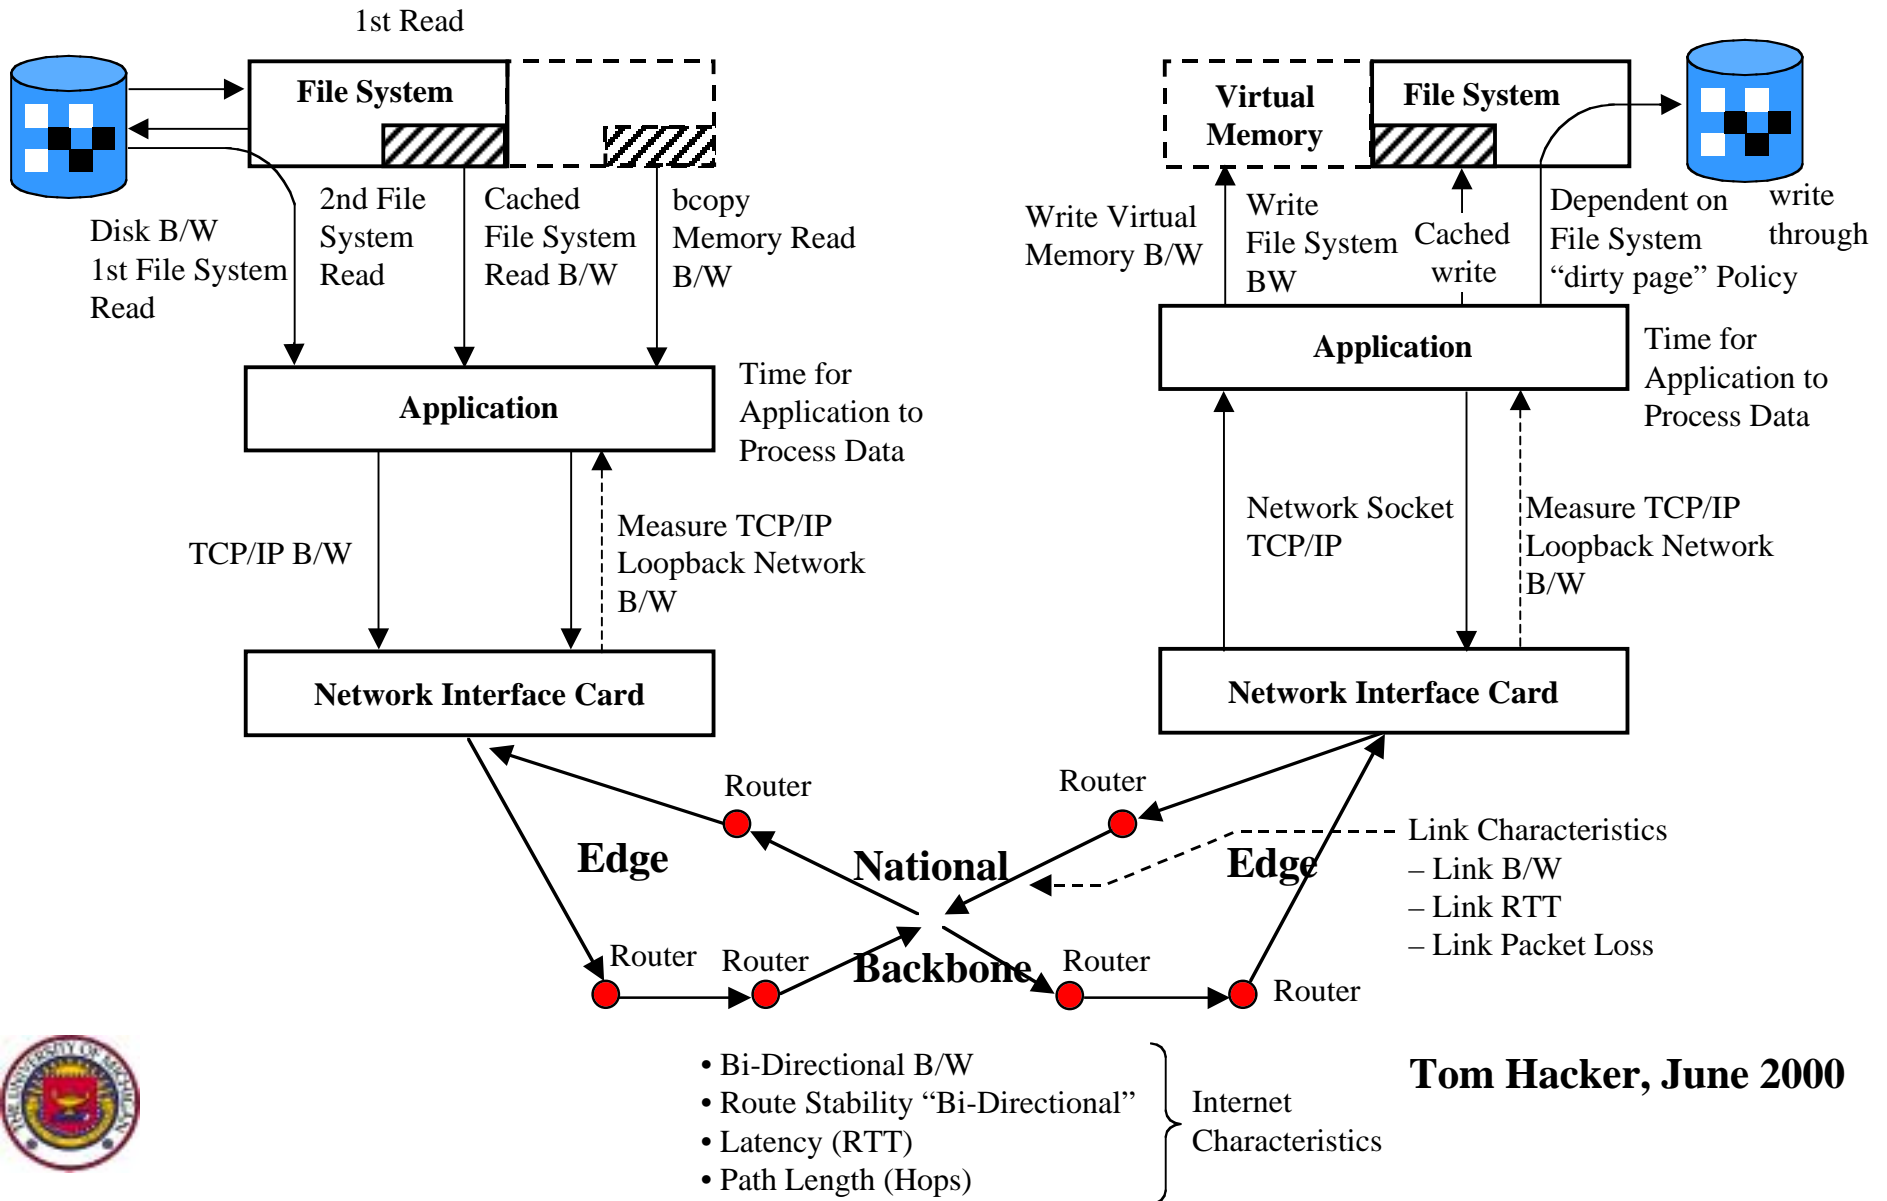 1st Read
File System
Disk B/W
1st File System
Read
2nd File
System
Read
Cached
File System
Read B/W
bcopy
Memory Read
B/W
Application
Time for
Application to
Process Data
TCP/IP B/W
Measure TCP/IP
Loopback Network
B/W
Network Interface Card
Virtual
Memory
File System
Write Virtual
Memory B/W
Write
File System
BW
Cached
write
Dependent on
File System
“dirty page” Policy
write
through
Application
Time for
Application to
Process Data
Network Socket
TCP/IP
Measure TCP/IP
Loopback Network
B/W
Network Interface Card
Router
Router
Edge
National
Edge
Backbone
Router
Router
Router
Router
Link Characteristics
– Link B/W
– Link RTT
– Link Packet Loss
• Bi-Directional B/W
• Route Stability “Bi-Directional”
• Latency (RTT)
• Path Length (Hops)
Internet
Characteristics
Tom Hacker, June 2000
THE UNIVERSITY OF MICHIGAN